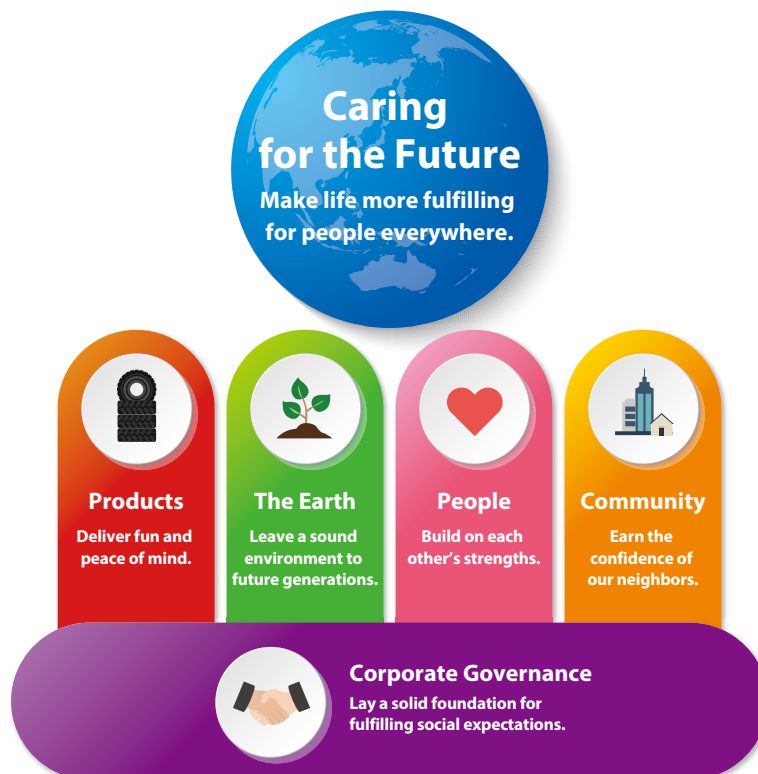 Caring
for the Future
Make life more fulfilling
for people everywhere.
Products
Deliver fun and
peace of mind.
The Earth
Leave a sound
environment to
future generations.
People
Build on each
other’s strengths.
Community
Earn the
confidence of
our neighbors.
Corporate Governance
Lay a solid foundation for
fulfilling social expectations.